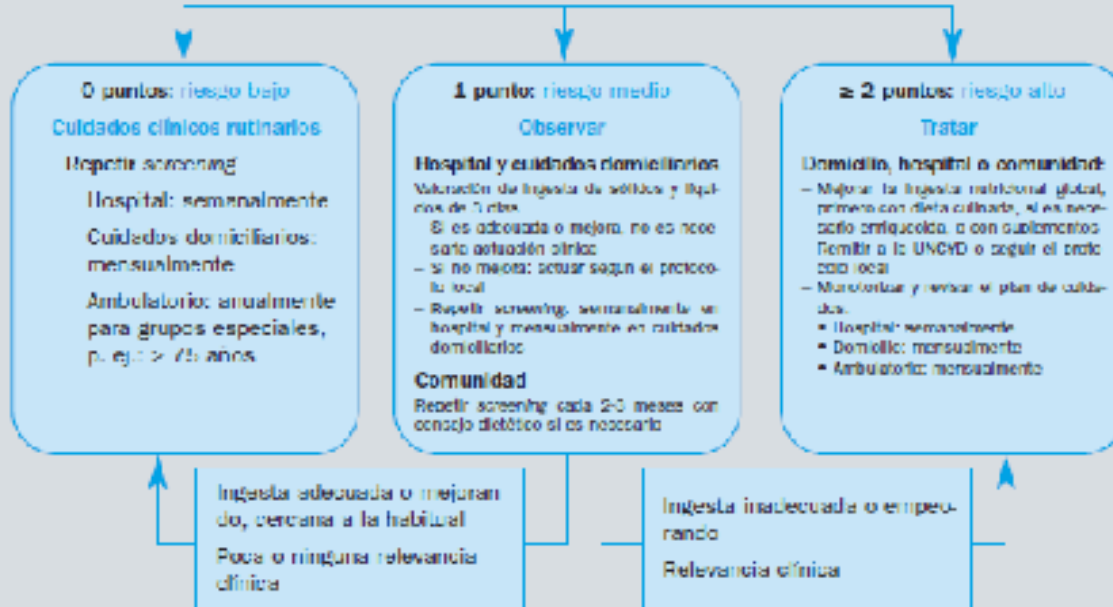 0 puntos: riesgo bajo
Cuidados clínicos rutinarios
Repetir screening
Hospital: semanalmente
Cuidados domiciliarios:
mensualmente
Ambulatorio: anualmente
para grupos especiales,
p. ej.: > 75 años
1 punto: riesgo medio
Observar
Hospital y cuidados domiciliarios
Valoración de ingesta de sólidos y líqui-
dos de 3 días
Si es adecuada o mejora, no es nece-
saria actuación clínica
– Si no mejora: actuar según el protoco-
lo local
– Repetir screening, semanalmente en
hospital y mensualmente en cuidados
domiciliarios
Comunidad
Repetir screening cada 2-3 meses con
consejo dietético si es necesario
≥ 2 puntos: riesgo alto
Tratar
Domicilio, hospital o comunidad:
– Mejorar la ingesta nutricional global,
primero con dieta culinaria, si es nece-
sario enriquecida, o con suplementos
Remitir a la UNCYD o seguir el proto-
colo local
– Monotorizar y revisar el plan de cuida-
dos:
• Hospital: semanalmente
• Domicilio: mensualmente
• Ambulatorio: mensualmente
Ingesta adecuada o mejoran
do, cercana a la habitual
Poca o ninguna relevancia
clínica
Ingesta inadecuada o empeo-
rando
Relevancia clínica